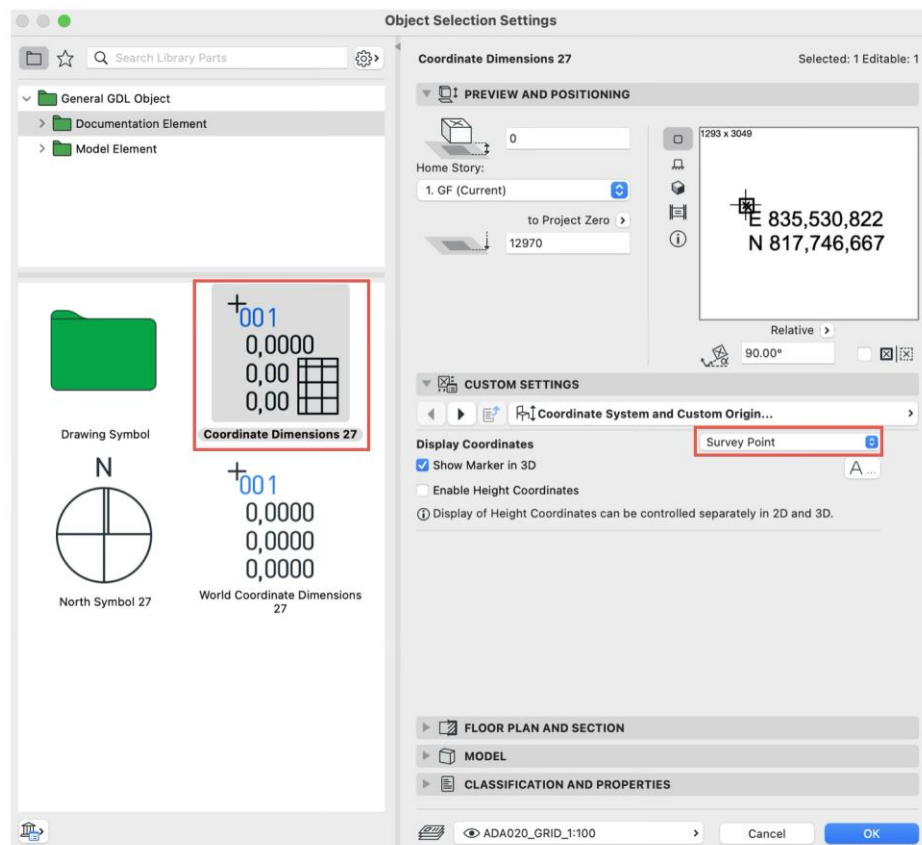 Object Selection Settings
Search Library Parts
General GDL Object
Documentation Element
Model Element
001
0,0000
0,00
0,00
Drawing Symbol
Coordinate Dimensions 27
N
North Symbol 27
001
0,0000
0,0000
0,0000
World Coordinate Dimensions
27
Coordinate Dimensions 27
Selected: 1 Editable: 1
PREVIEW AND POSITIONING
0
Home Story:
1. GF (Current)
to Project Zero
12970
1293 x 3049
E 835,530,822
N 817,746,667
Relative
α
90.00°
CUSTOM SETTINGS
Coordinate System and Custom Origin...
Display Coordinates
Survey Point
Show Marker in 3D
A ...
Enable Height Coordinates
Display of Height Coordinates can be controlled separately in 2D and 3D.
FLOOR PLAN AND SECTION
MODEL
CLASSIFICATION AND PROPERTIES
ADA020_GRID_1:100
Cancel
OK